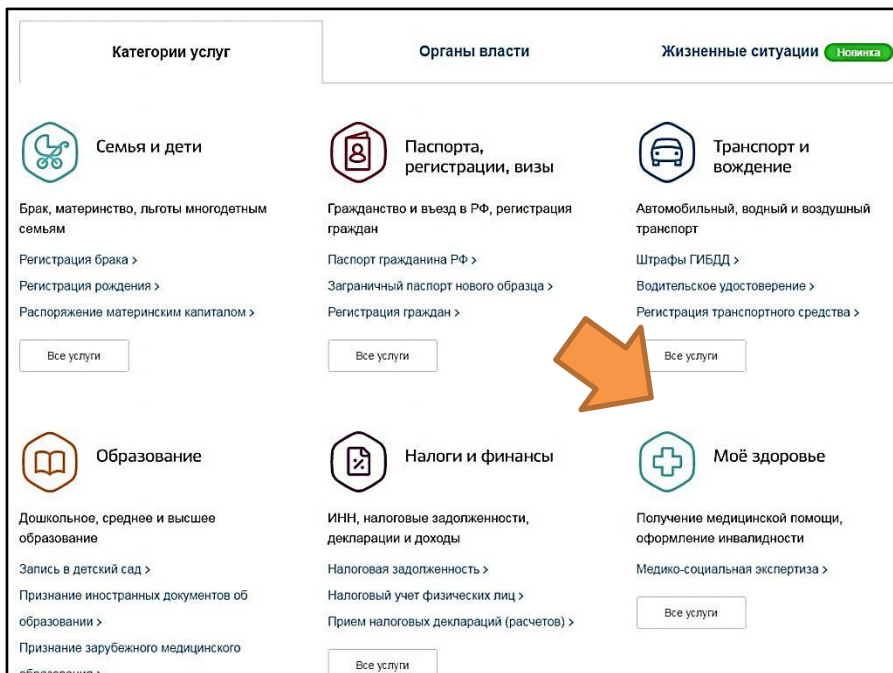 Категории услуг
Органы власти
Жизненные ситуации Новинка
Семья и дети
Брак, материнство, льготы многодетным
семьям
Регистрация брака >
Регистрация рождения >
Распоряжение материнским капиталом >
Все услуги
Паспорта,
регистрации, визы
Гражданство и въезд в РФ, регистрация
граждан
Паспорт гражданина РФ >
Заграничный паспорт нового образца >
Регистрация граждан >
Все услуги
Транспорт и
вождение
Автомобильный, водный и воздушный
транспорт
Штрафы ГИБДД >
Водительское удостоверение >
Регистрация транспортного средства >
Все услуги
Образование
Дошкольное, среднее и высшее
образование
Запись в детский сад >
Признание иностранных документов об
образовании >
Признание зарубежного медицинского
образования >
Налоги и финансы
ИНН, налоговые задолженности,
декларации и доходы
Налоговая задолженность >
Налоговый учет физических лиц >
Прием налоговых деклараций (расчетов) >
Все услуги
Моё здоровье
Получение медицинской помощи,
оформление инвалидности
Медико-социальная экспертиза >
Все услуги